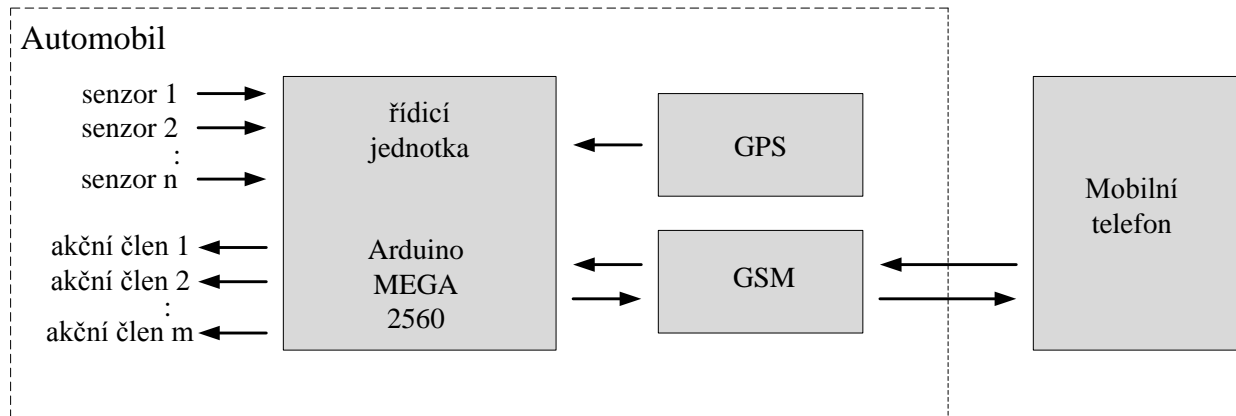 Automobil
senzor 1
senzor 2
:
senzor n
akční člen 1
akční člen 2
:
akční člen m
řídicí
jednotka
Arduino
MEGA
2560
GPS
GSM
Mobilní
telefon